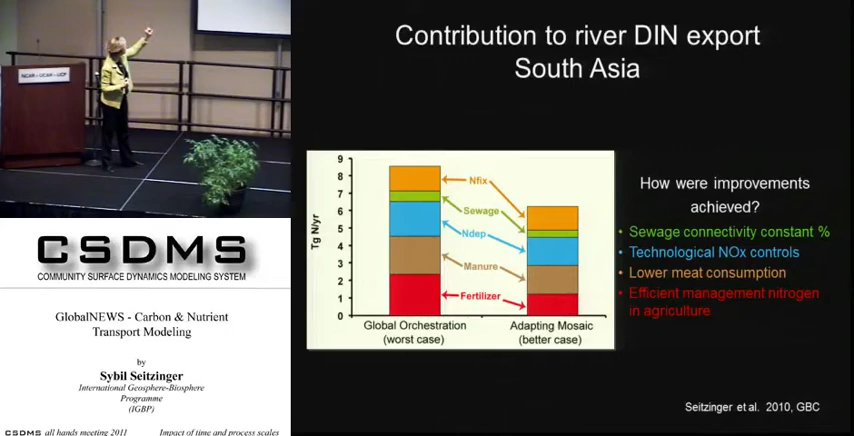 NCAR - UCAR - UCP
CSDMS
COMMUNITY SURFACE DYNAMICS MODELING SYSTEM
GlobalNEWS - Carbon & Nutrient
Transport Modeling
by
Sybil Seitzinger
International Geosphere-Biosphere
Programme
(IGBP)
CSDMS all hands meeting 2011 Impact of time and process scales
Contribution to river DIN export
South Asia
Tg N/yr
9
8
7
6
5
4
3
2
1
0
Nfix
Sewage
Ndep
Manure
Fertilizer
Global Orchestration
(worst case)
Adapting Mosaic
(better case)
How were improvements
achieved?
• Sewage connectivity constant %
• Technological NOx controls
• Lower meat consumption
• Efficient management nitrogen
in agriculture
Seitzinger et al. 2010, GBC